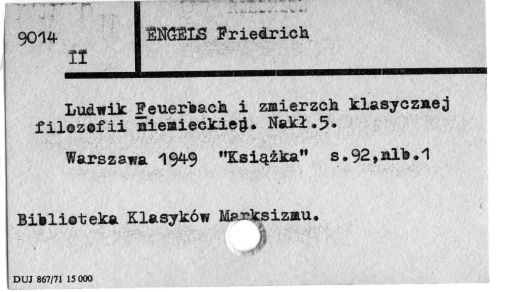 9014
II
ENGELS Friedrich
Ludwik Feuerbach i zmierzch klasycznej
filozofii niemieckiej. Nakł.5.
Warszawa 1949 "Książka" s.92,nlb.1
Biblioteka Klasyków Marksizmu.
DUJ 867/71 15 000